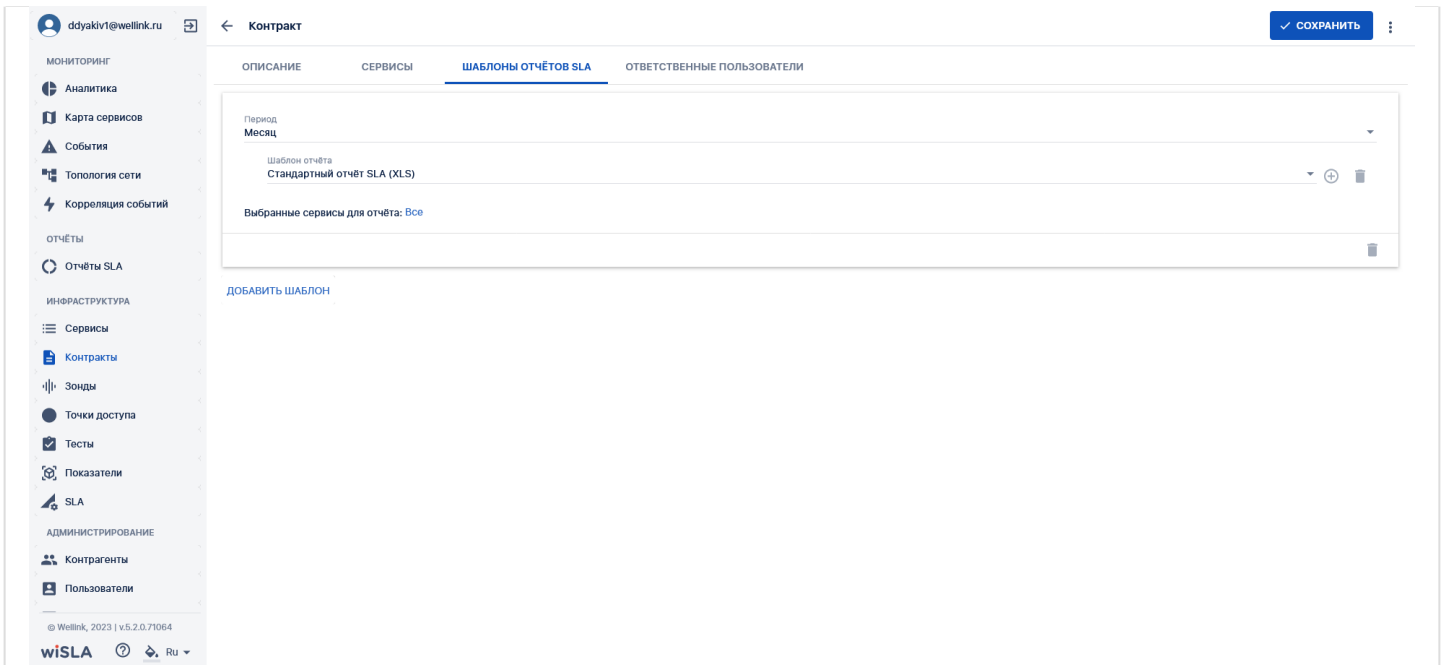 ddyakiv1@wellink.ru
Контракт
СОХРАНИТЬ
МОНИТОРИНГ
Аналитика
Карта сервисов
События
Топология сети
Корреляция событий
ОТЧЁТЫ
Отчёты SLA
ИНФРАСТРУКТУРА
Сервисы
Контракты
Зонды
Точки доступа
Тесты
Показатели
SLA
АДМИНИСТРИРОВАНИЕ
Контрагенты
Пользователи
© Wellink, 2023 | v.5.2.0.71064
wiSLA
Ru
ОПИСАНИЕ
СЕРВИСЫ
ШАБЛОНЫ ОТЧЁТОВ SLA
ОТВЕТСТВЕННЫЕ ПОЛЬЗОВАТЕЛИ
Период
Месяц
Шаблон отчёта
Стандартный отчёт SLA (XLS)
Выбранные сервисы для отчёта: Все
ДОБАВИТЬ ШАБЛОН